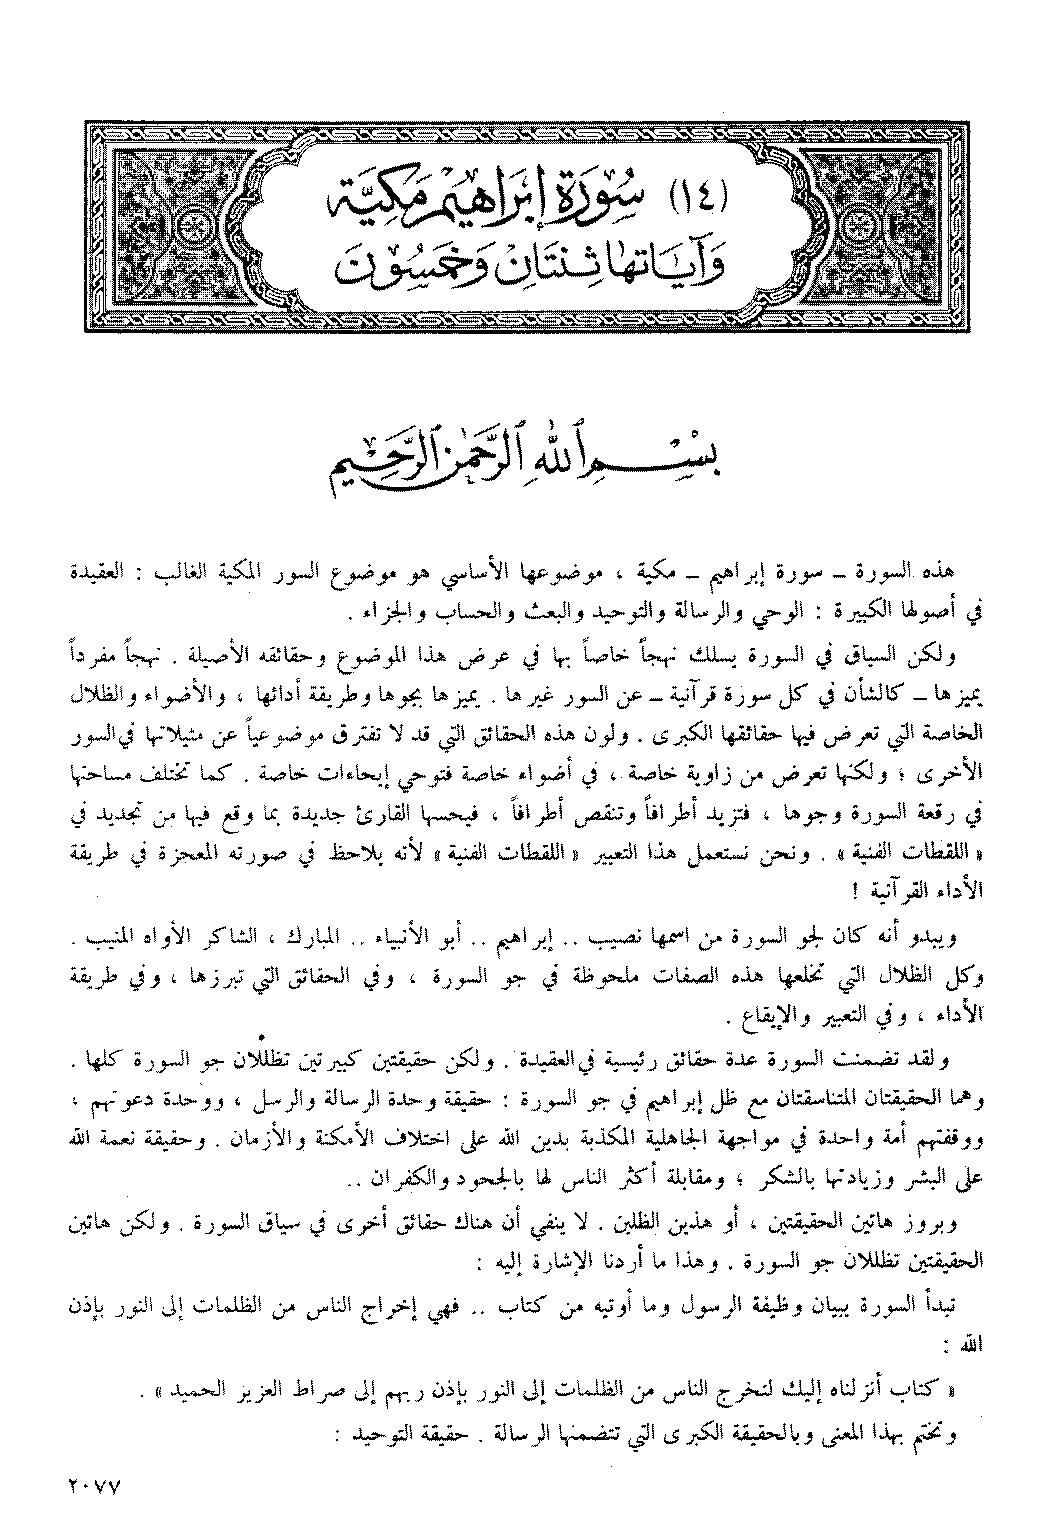 (١٤) سُورَةُ إبْرَاهِيْمَ مَكِيَّة
وَآيَاتُهَا ثِنْتَانِ وَخَمْسُونَ
بِسْمِ ٱللَّهِ ٱلرَّحْمَٰنِ ٱلرَّحِيمِ
هذه السورة – سورة إبراهيم – مكية ، موضوعها الأساسي هو موضوع السور المكية الغالب : العقيدة
في أصولها الكبيرة : الوحي والرسالة والتوحيد والبعث والحساب والجزاء .
ولكن السياق في السورة يسلك نهجاً خاصاً بها في عرض هذا الموضوع وحقائقه الأصيلة . نهجاً مفرداً
يميزها – كالشأن في كل سورة قرآنية – عن السور غيرها . يميزها بجوها وطريقة أدائها ، والأضواء والظلال
الخاصة التي تعرض فيها حقائقها الكبرى . ولون هذه الحقائق التي قد لا تفترق موضوعياً عن مثيلاتها في السور
الأخرى ؛ ولكنها تعرض من زاوية خاصة ، في أضواء خاصة فتوحي إيحاءات خاصة . كما تختلف مساحتها
في رقعة السورة وجوها ، فتزيد أطرافاً وتنقص أطرافاً ، فيحسها القارئ جديدة بما وقع فيها من تجديد في
« اللقطات الفنية » . ونحن نستعمل هذا التعبير « اللقطات الفنية » لأنه يلاحظ في صورته المعجزة في طريقة
الأداء القرآنية !
ويبدو أنه كان لجو السورة من اسمها نصيب .. إبراهيم .. أبو الأنبياء .. المبارك ، الشاكر الأواه المنيب .
وكل الظلال التي تخلعها هذه الصفات ملحوظة في جو السورة ، وفي الحقائق التي تبرزها ، وفي طريقة
الأداء ، وفي التعبير والإيقاع .
ولقد تضمنت السورة عدة حقائق رئيسية في العقيدة . ولكن حقيقتين كبيرتين تظللان جو السورة كلها .
وهما الحقيقتان المتناسقتان مع ظل إبراهيم في جو السورة : حقيقة وحدة الرسالة والرسل ، ووحدة دعوتهم ،
ووقفتهم أمة واحدة في مواجهة الجاهلية المكذبة بدين الله على اختلاف الأمكنة والأزمان . وحقيقة نعمة الله
على البشر وزيادتها بالشكر ؛ ومقابلة أكثر الناس لها بالجحود والكفران ..
وبروز هاتين الحقيقتين ، أو هذين الظلين . لا ينفي أن هناك حقائق أخرى في سياق السورة . ولكن هاتين
الحقيقتين تظللان جو السورة . وهذا ما أردنا الإشارة إليه :
تبدأ السورة ببيان وظيفة الرسول وما أوتيه من كتاب .. فهي إخراج الناس من الظلمات إلى النور بإذن
الله :
« كتاب أنزلناه إليك لتخرج الناس من الظلمات إلى النور بإذن ربهم إلى صراط العزيز الحميد » .
وتختم بهذا المعنى وبالحقيقة الكبرى التي تتضمنها الرسالة . حقيقة التوحيد :
٢٠٧٧